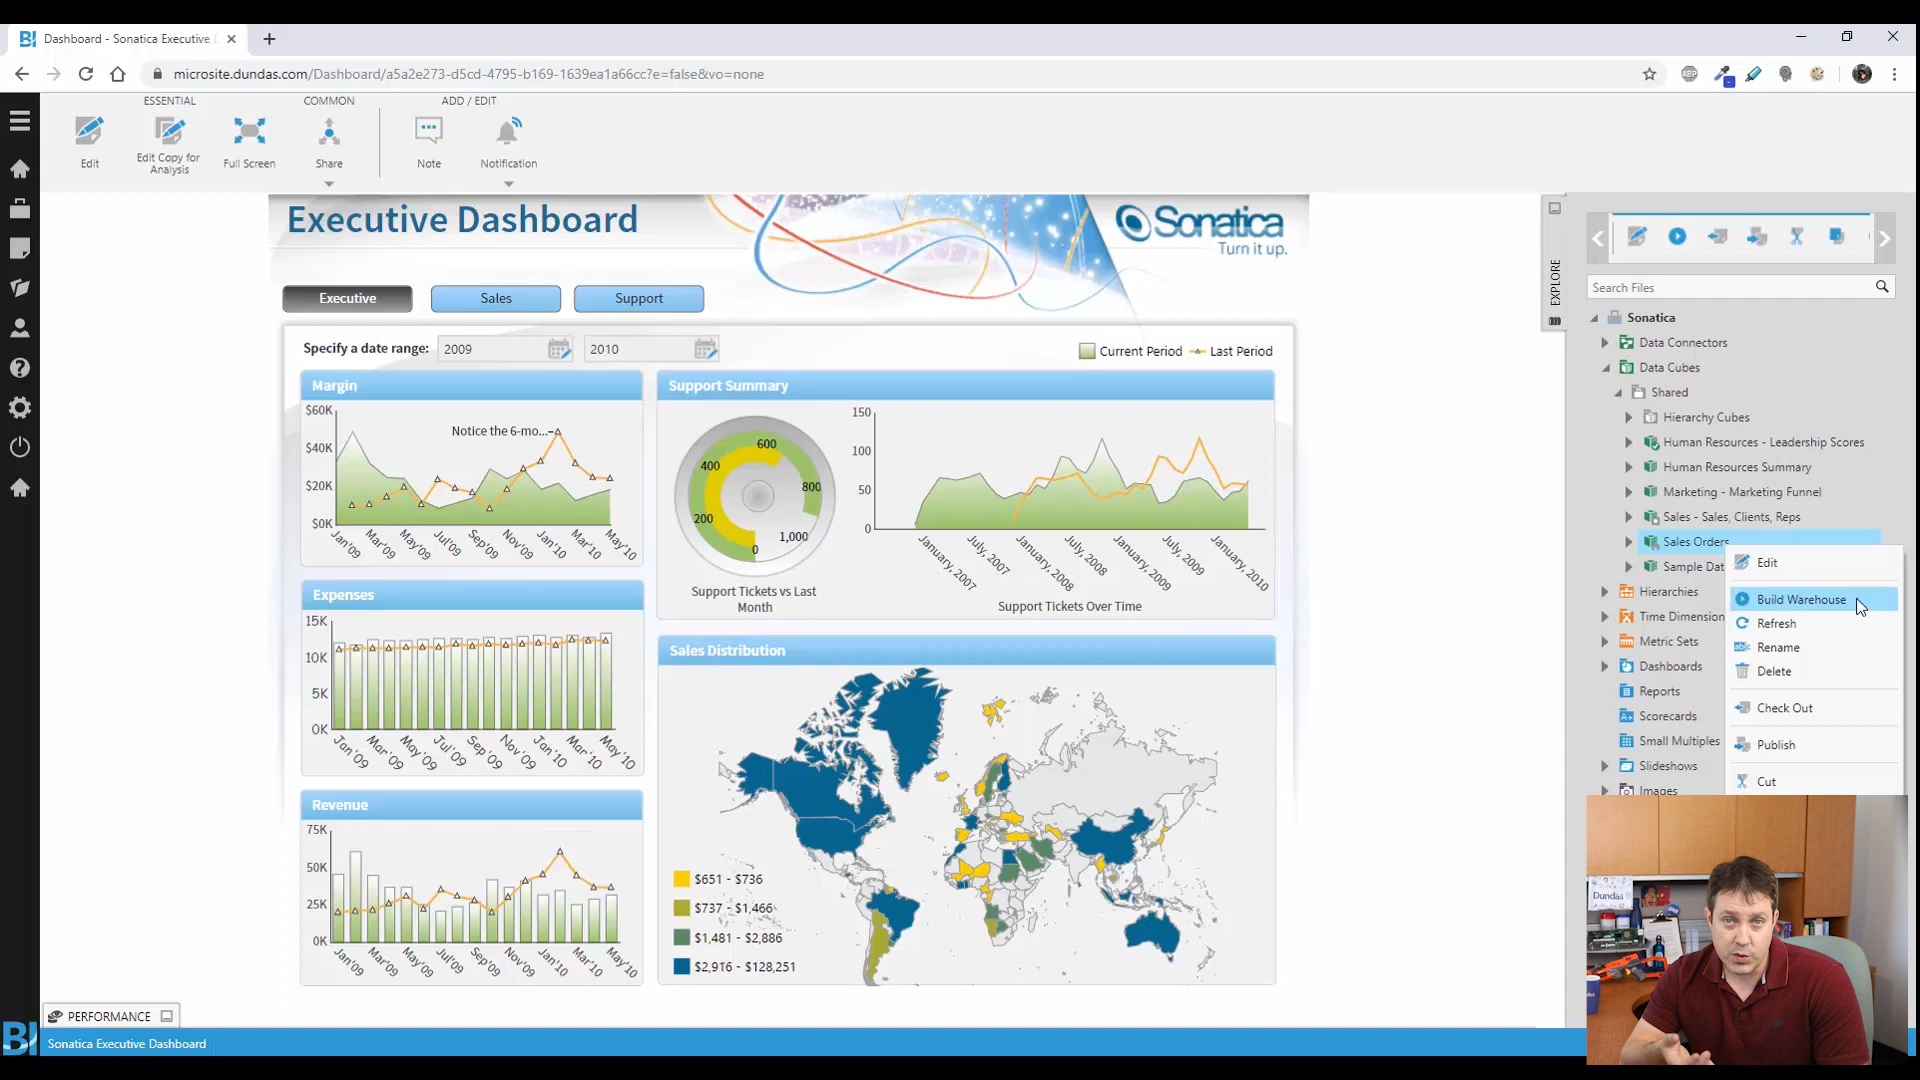 Dashboard - Sonatica Executive
microsite.dundas.com/Dashboard/a5a2e273-d5cd-4795-b169-1639ea1a66cc?e=false&vo=none
ABP
ESSENTIAL
COMMON
ADD / EDIT
Edit
Edit Copy for
Analysis
Full Screen
Share
Note
Notification
Executive Dashboard
Sonatica
Turn it up.
Executive
Sales
Support
Specify a date range:
2009
2010
Current Period
Last Period
Margin
$60K
$40K
$20K
$0K
Notice the 6-mo...
Jan'09
Mar'09
May'09
Jul'09
Sep'09
Nov'09
Jan'10
Mar'10
May'10
Support Summary
0
200
400
600
800
1,000
Support Tickets vs Last
Month
150
100
50
0
January, 2007
July, 2007
January, 2008
July, 2008
January, 2009
July, 2009
January, 2010
Support Tickets Over Time
Expenses
15K
10K
5K
0K
Jan '09
Mar '09
May '09
Jul '09
Sep '09
Nov '09
Jan '10
Mar '10
May '10
Revenue
75K
50K
25K
0K
Jan'09
Mar'09
May'09
Jul'09
Sep'09
Nov'09
Jan'10
Mar'10
May'10
Sales Distribution
$651 - $736
$737 - $1,466
$1,481 - $2,886
$2,916 - $128,251
EXPLORE
Search Files
Sonatica
Data Connectors
Data Cubes
Shared
Hierarchy Cubes
Human Resources - Leadership Scores
Human Resources Summary
Marketing - Marketing Funnel
Sales - Sales, Clients, Reps
Sales Orders
Sample Dat
Hierarchies
Time Dimension
Metric Sets
Dashboards
Reports
Scorecards
Small Multiples
Slideshows
Images
Edit
Build Warehouse
Refresh
Rename
Delete
Check Out
Publish
Cut
Dundas
PERFORMANCE
BI
Sonatica Executive Dashboard